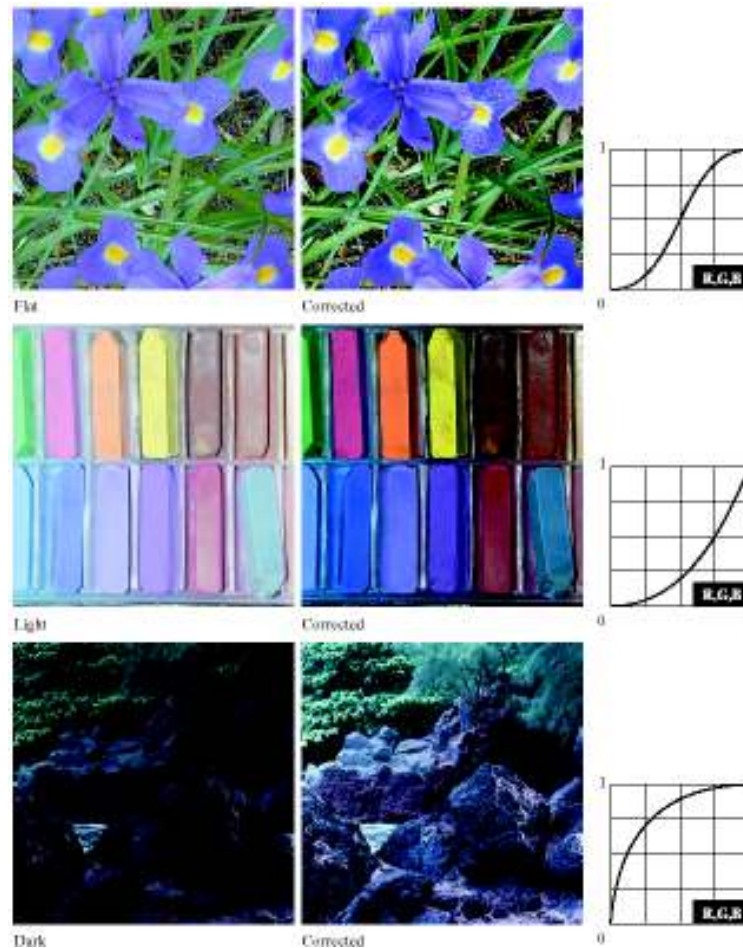 1
R,G,B
0
Flat
Corrected
1
R,G,B
0
Light
Corrected
1
R,G,B
0
Dark
Corrected